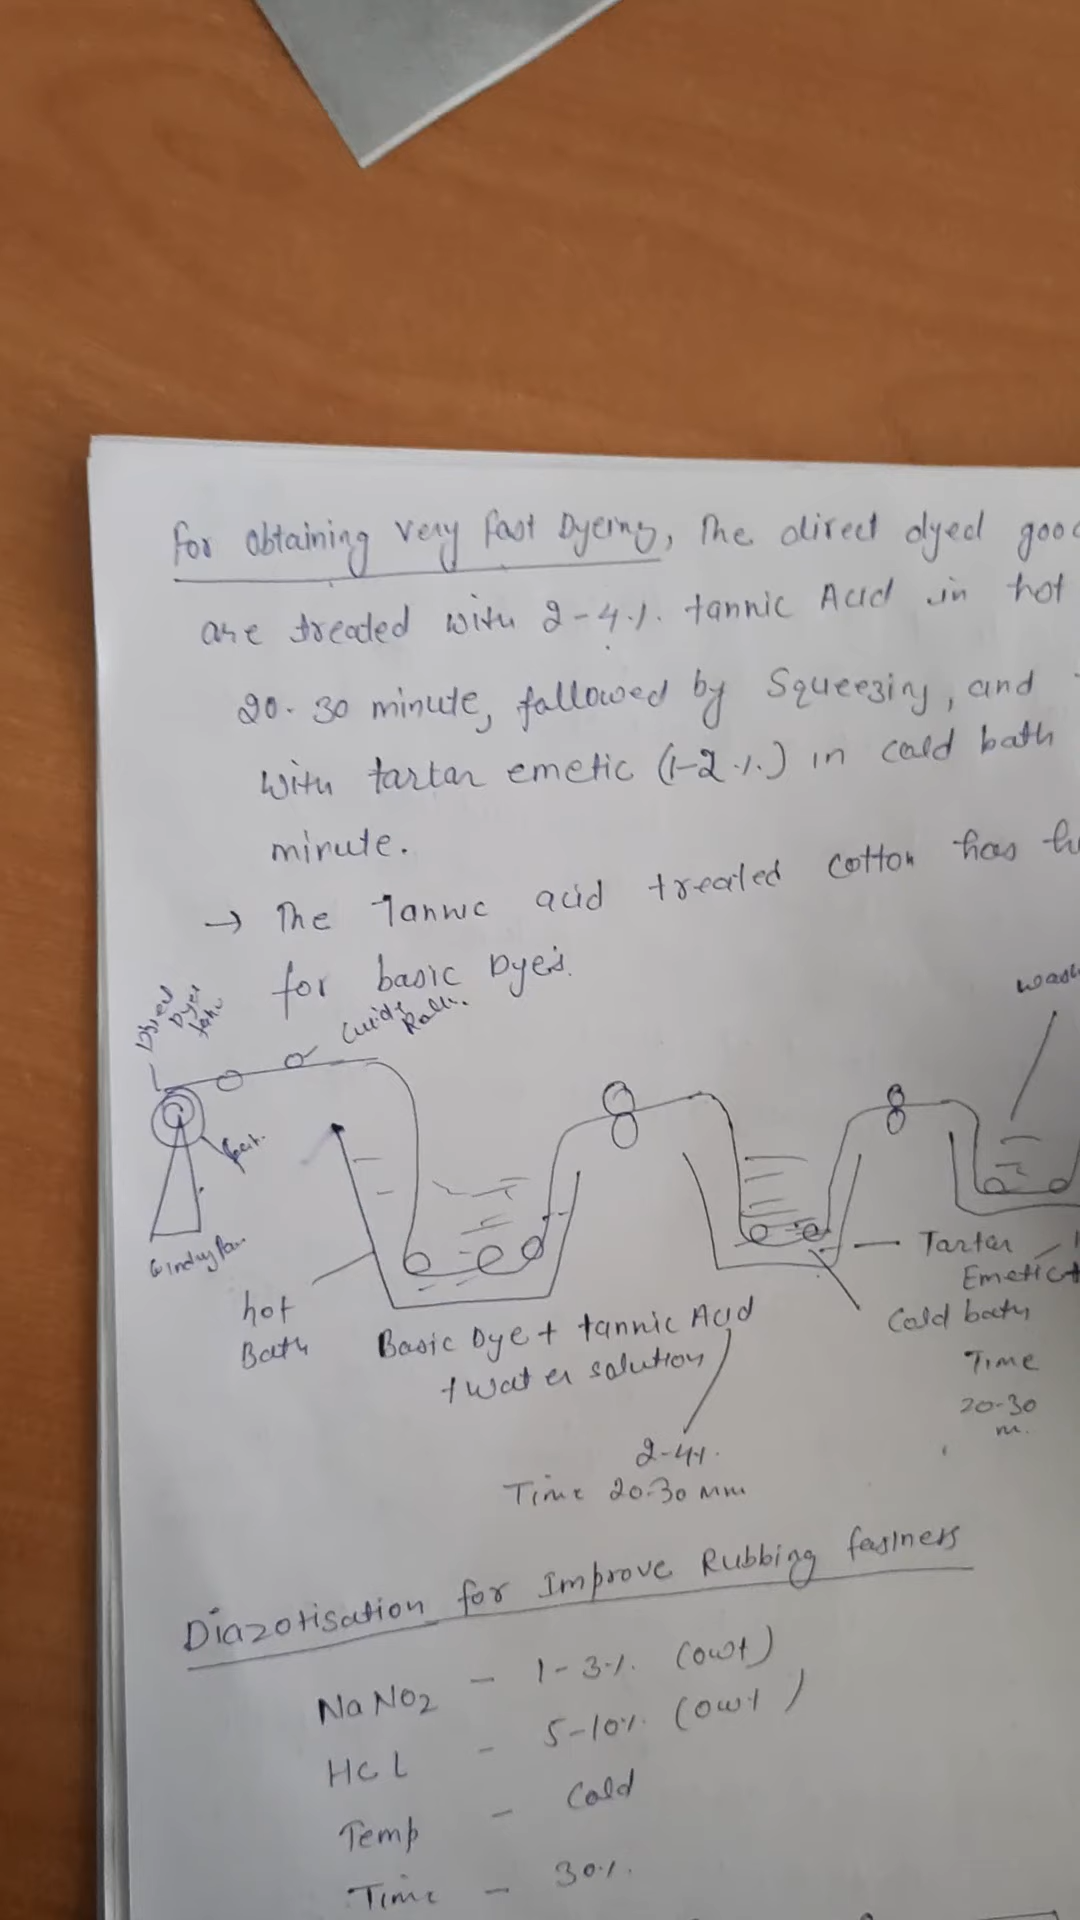 For obtaining Very fast Dyeing, The direct dyed good
are treated with 2-4.%. tannic Acid in hot
20-30 minute, followed by Squeezing, and
with tartar emetic (1-2 %) in cold bath
minute.
→ The Tannic acid treated cotton has
for basic Dyes.
Guide
Roller.
wash
hot
Bath
Basic Dye + tannic Acid
+ water solution
2-4%.
Time 20-30 min
Tartar
Emetic +
Cold bath
Time
20-30
m.
Diazotisation for Improve Rubbing fastness
NaNO2 - 1-3%. (owt)
HCL - 5-10%. (owt)
Temp - Cold
Time - 30%.